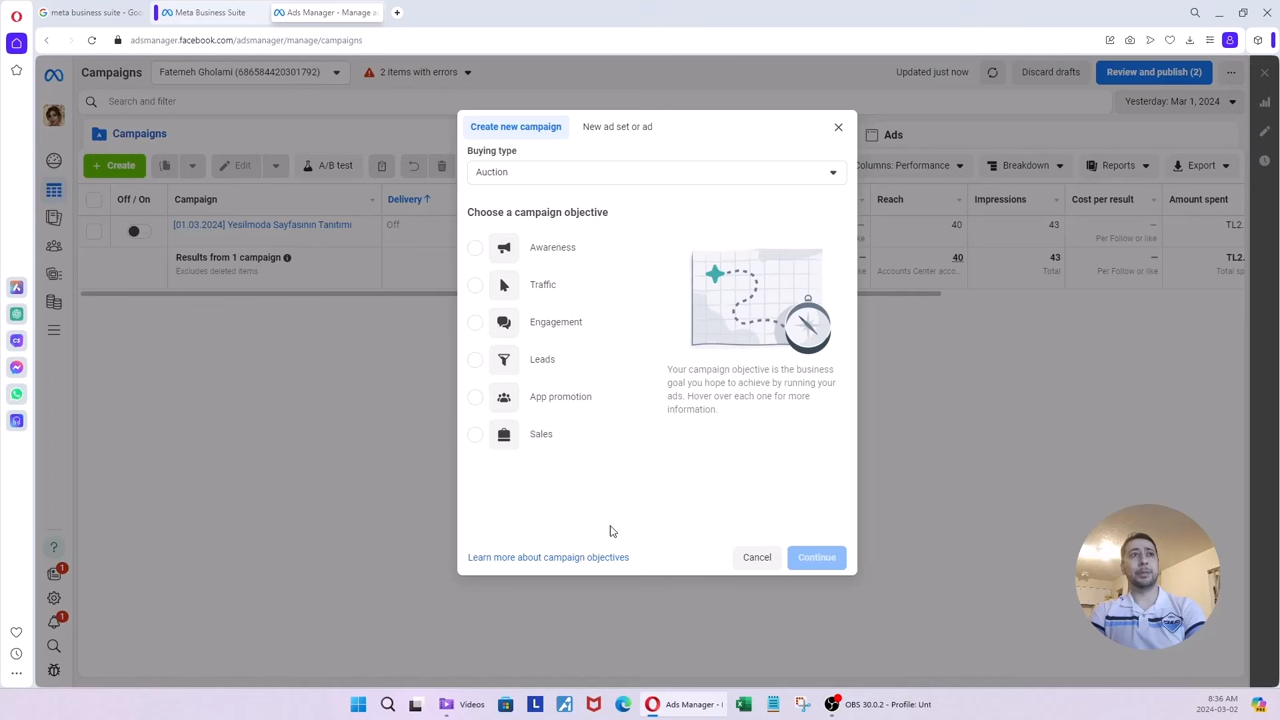 meta business suite - Goo
Meta Business Suite
Ads Manager - Manage a
adsmanager.facebook.com/adsmanager/manage/campaigns
Campaigns
Fatemeh Gholami (686584420301792)
2 items with errors
Updated just now
Discard drafts
Review and publish (2)
Search and filter
Yesterday: Mar 1, 2024
Campaigns
Ads
+ Create
Edit
A/B test
Columns: Performance
Breakdown
Reports
Export
Off / On
Campaign
Delivery ↑
Reach
Impressions
Cost per result
Amount spent
[01.03.2024] Yesilmoda Sayfasının Tanıtımı
Off
40
43
—
TL2.
Per Follow or like
Results from 1 campaign
Excludes deleted items
40
Accounts Center acco...
43
Total
—
Per Follow or like
TL2.
Total sp
Create new campaign
New ad set or ad
Buying type
Auction
Choose a campaign objective
Awareness
Traffic
Engagement
Leads
App promotion
Sales
Your campaign objective is the business
goal you hope to achieve by running your
ads. Hover over each one for more
information.
Learn more about campaign objectives
Cancel
Continue
1
1
Videos
Ads Manager -
OBS 30.0.2 - Profile: Unt
8:36 AM
2024-03-02